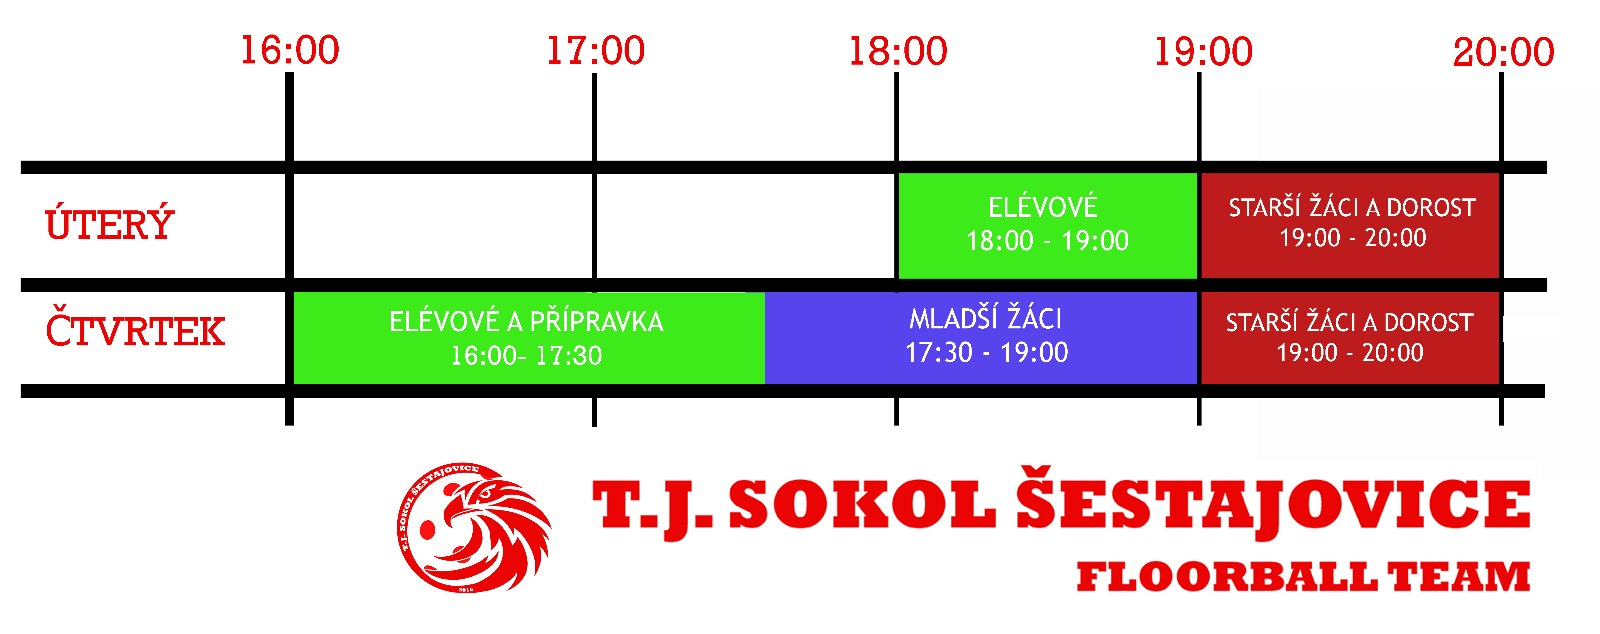 16:00 17:00 18:00 19:00 20:00
ÚTERÝ
ELÉVOVÉ
18:00 - 19:00
STARŠÍ ŽÁCI A DOROST
19:00 - 20:00
ČTVRTEK
ELÉVOVÉ A PŘÍPRAVKA
16:00- 17:30
MLADŠÍ ŽÁCI
17:30 - 19:00
STARŠÍ ŽÁCI A DOROST
19:00 - 20:00
T.J. SOKOL ŠESTAJOVICE
T.J. SOKOL ŠESTAJOVICE
FLOORBALL TEAM